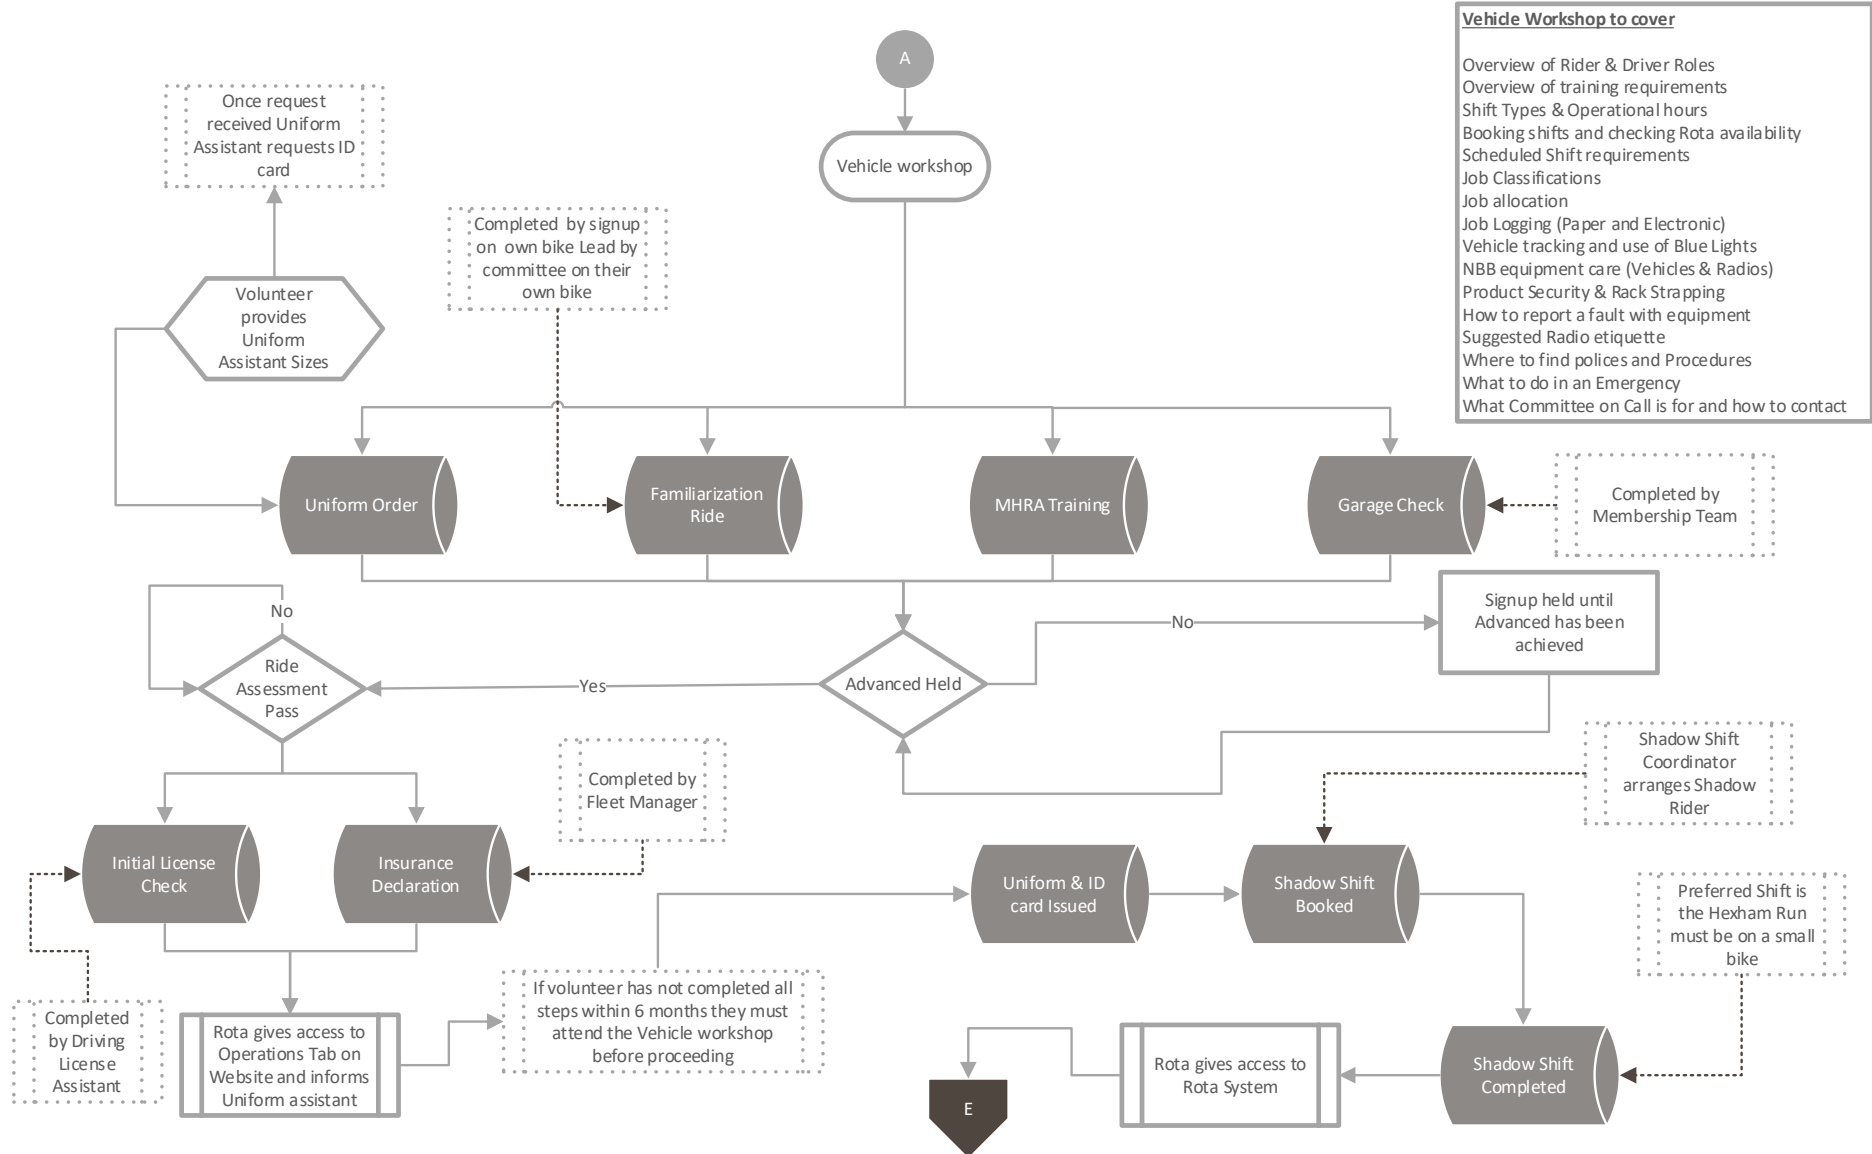 A
Vehicle workshop
Vehicle Workshop to cover
Overview of Rider & Driver Roles
Overview of training requirements
Shift Types & Operational hours
Booking shifts and checking Rota availability
Scheduled Shift requirements
Job Classifications
Job allocation
Job Logging (Paper and Electronic)
Vehicle tracking and use of Blue Lights
NBB equipment care (Vehicles & Radios)
Product Security & Rack Strapping
How to report a fault with equipment
Suggested Radio etiquette
Where to find polices and Procedures
What to do in an Emergency
What Committee on Call is for and how to contact
Once request
received Uniform
Assistant requests ID
card
Volunteer
provides
Uniform
Assistant Sizes
Completed by signup
on own bike Lead by
committee on their
own bike
Uniform Order
Familiarization
Ride
MHRA Training
Garage Check
Completed by
Membership Team
No
Ride
Assessment
Pass
Yes
Advanced Held
No
Signup held until
Advanced has been
achieved
Completed by
Fleet Manager
Shadow Shift
Coordinator
arranges Shadow
Rider
Initial License
Check
Insurance
Declaration
Uniform & ID
card Issued
Shadow Shift
Booked
Preferred Shift is
the Hexham Run
must be on a small
bike
Completed
by Driving
License
Assistant
Rota gives access to
Operations Tab on
Website and informs
Uniform assistant
If volunteer has not completed all
steps within 6 months they must
attend the Vehicle workshop
before proceeding
E
Rota gives access to
Rota System
Shadow Shift
Completed